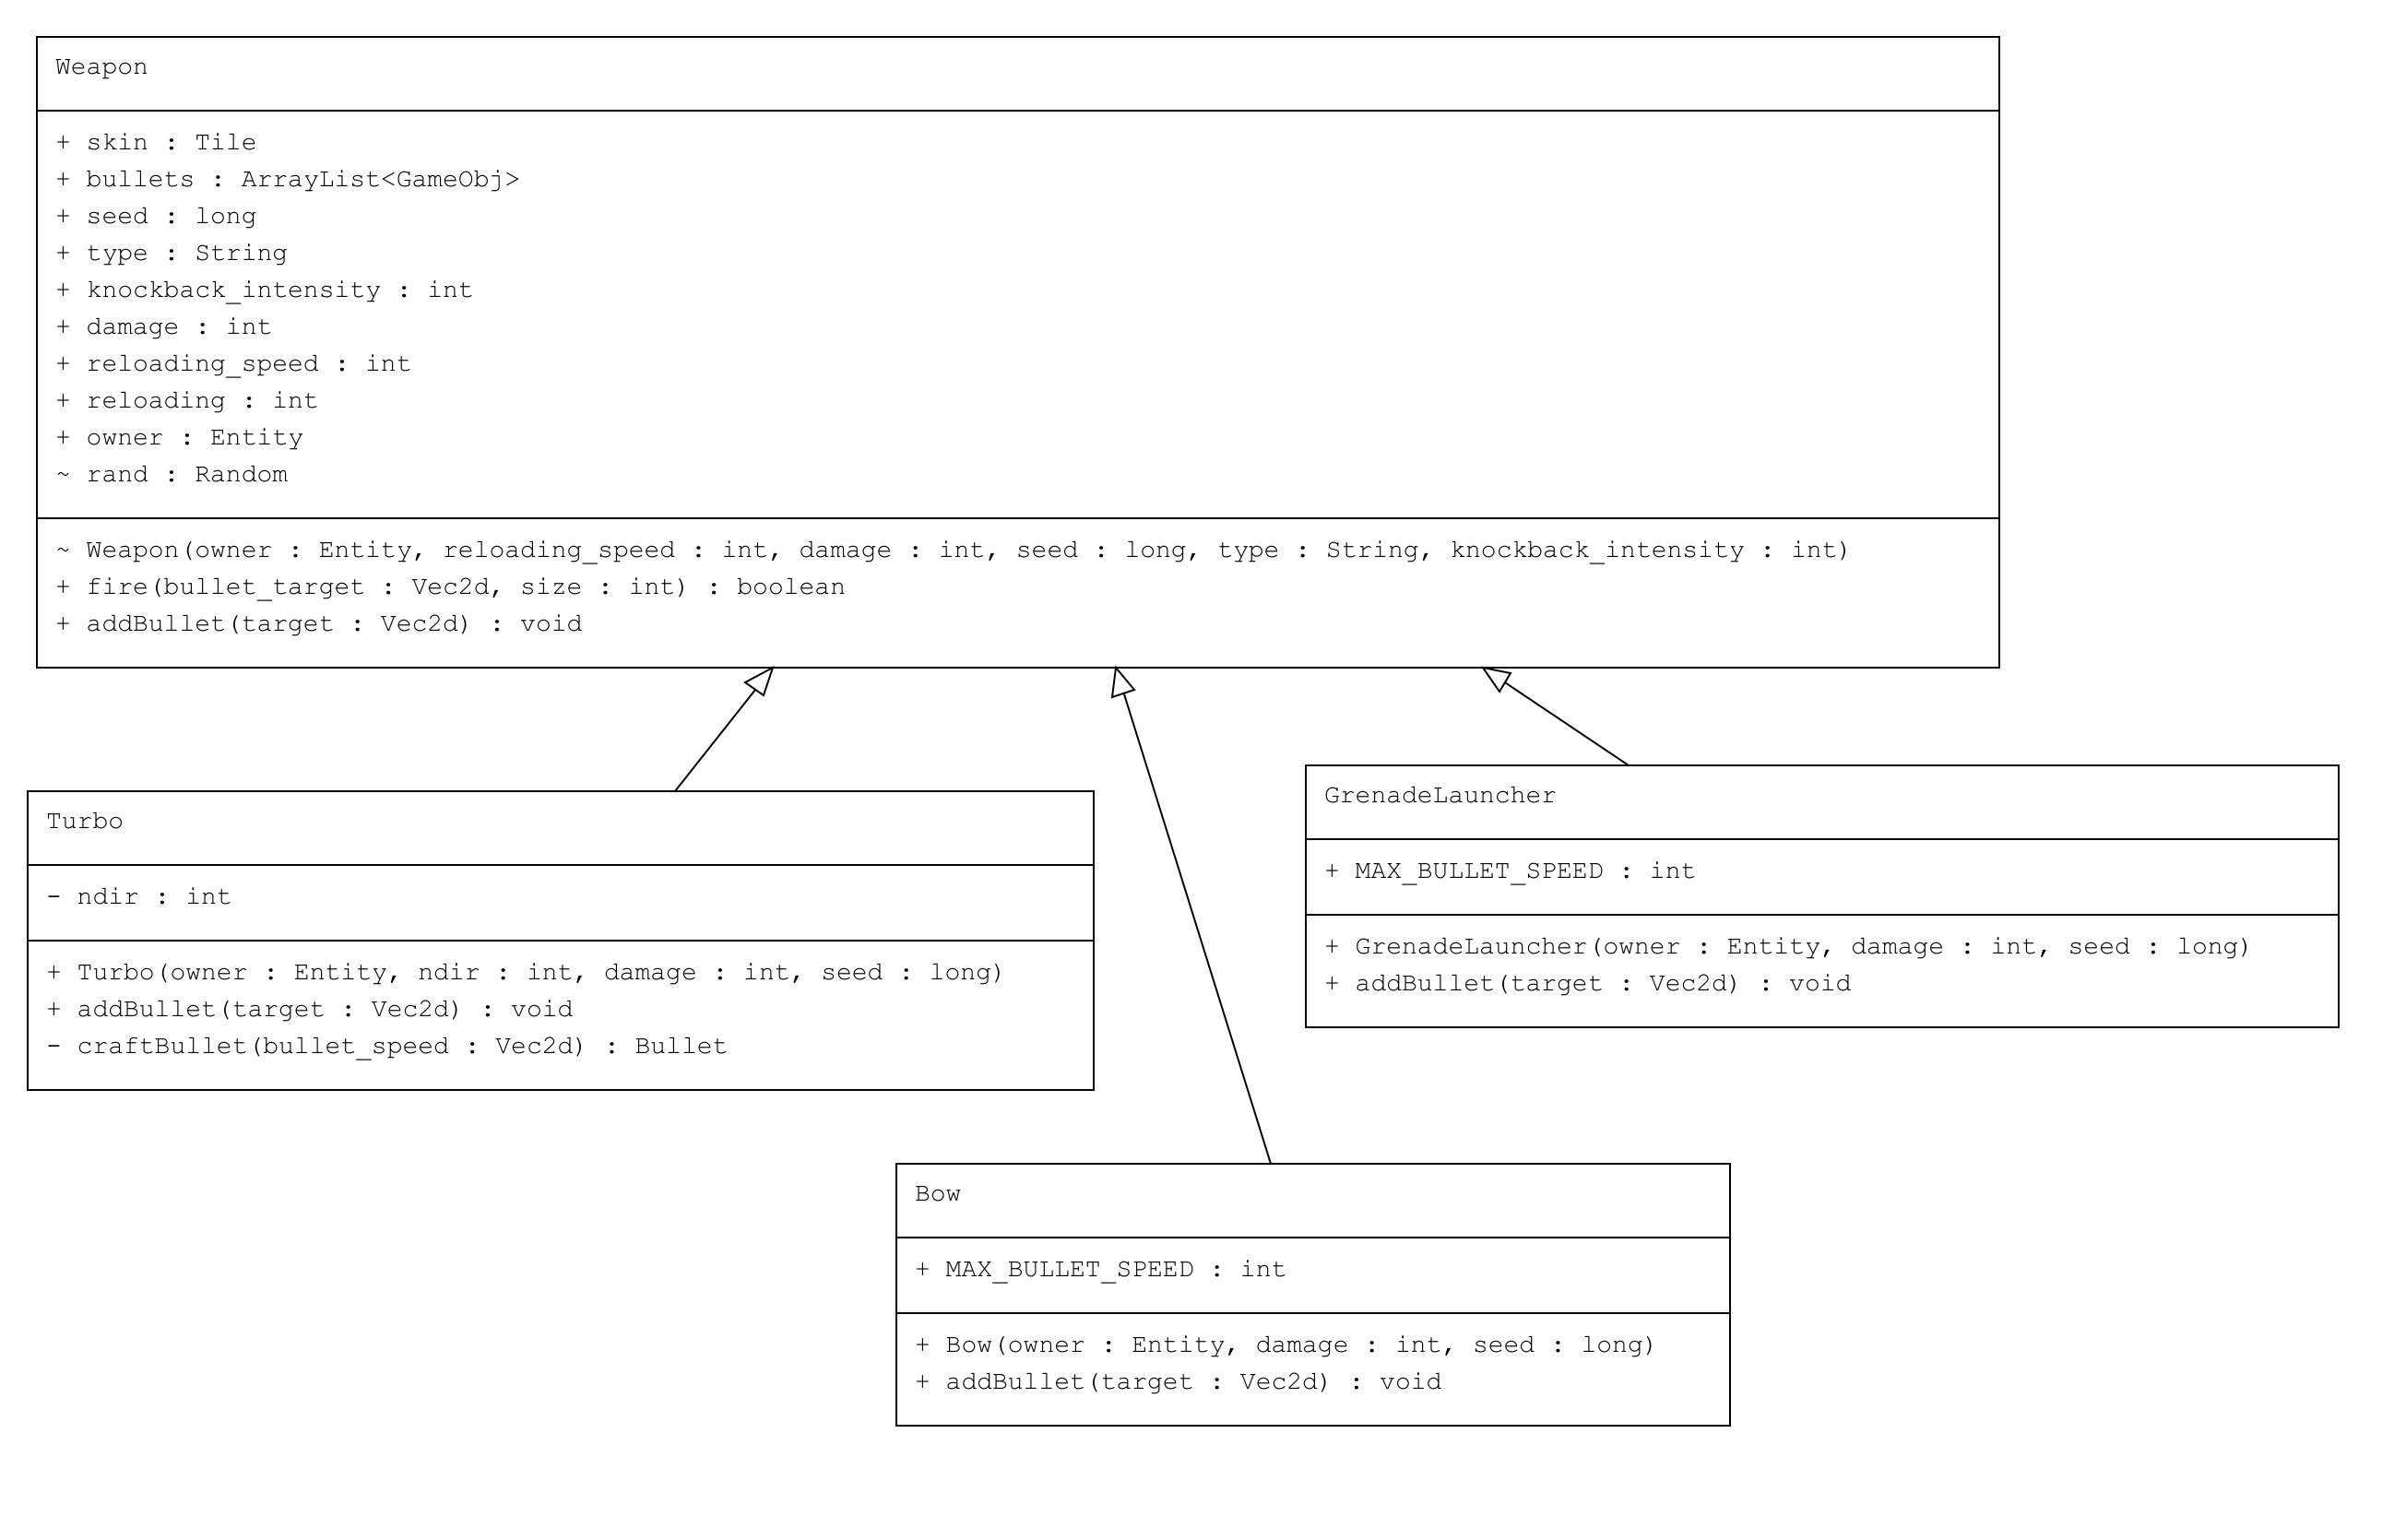 Weapon
+ skin : Tile
+ bullets : ArrayList<GameObj>
+ seed : long
+ type : String
+ knockback_intensity : int
+ damage : int
+ reloading_speed : int
+ reloading : int
+ owner : Entity
~ rand : Random
~ Weapon(owner : Entity, reloading_speed : int, damage : int, seed : long, type : String, knockback_intensity : int)
+ fire(bullet_target : Vec2d, size : int) : boolean
+ addBullet(target : Vec2d) : void
Turbo
- ndir : int
+ Turbo(owner : Entity, ndir : int, damage : int, seed : long)
+ addBullet(target : Vec2d) : void
- craftBullet(bullet_speed : Vec2d) : Bullet
GrenadeLauncher
+ MAX_BULLET_SPEED : int
+ GrenadeLauncher(owner : Entity, damage : int, seed : long)
+ addBullet(target : Vec2d) : void
Bow
+ MAX_BULLET_SPEED : int
+ Bow(owner : Entity, damage : int, seed : long)
+ addBullet(target : Vec2d) : void